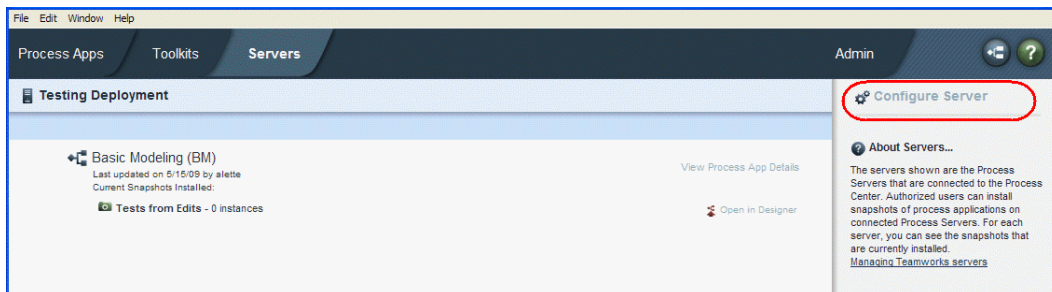 File Edit Window Help
Process Apps Toolkits Servers Admin
Testing Deployment
Configure Server
Basic Modeling (BM)
Last updated on 5/15/09 by alette
Current Snapshots Installed:
View Process App Details
Tests from Edits - 0 instances
Open in Designer
About Servers...
The servers shown are the Process
Servers that are connected to the Process
Center. Authorized users can install
snapshots of process applications on
connected Process Servers. For each
server, you can see the snapshots that
are currently installed.
Managing Teamworks servers